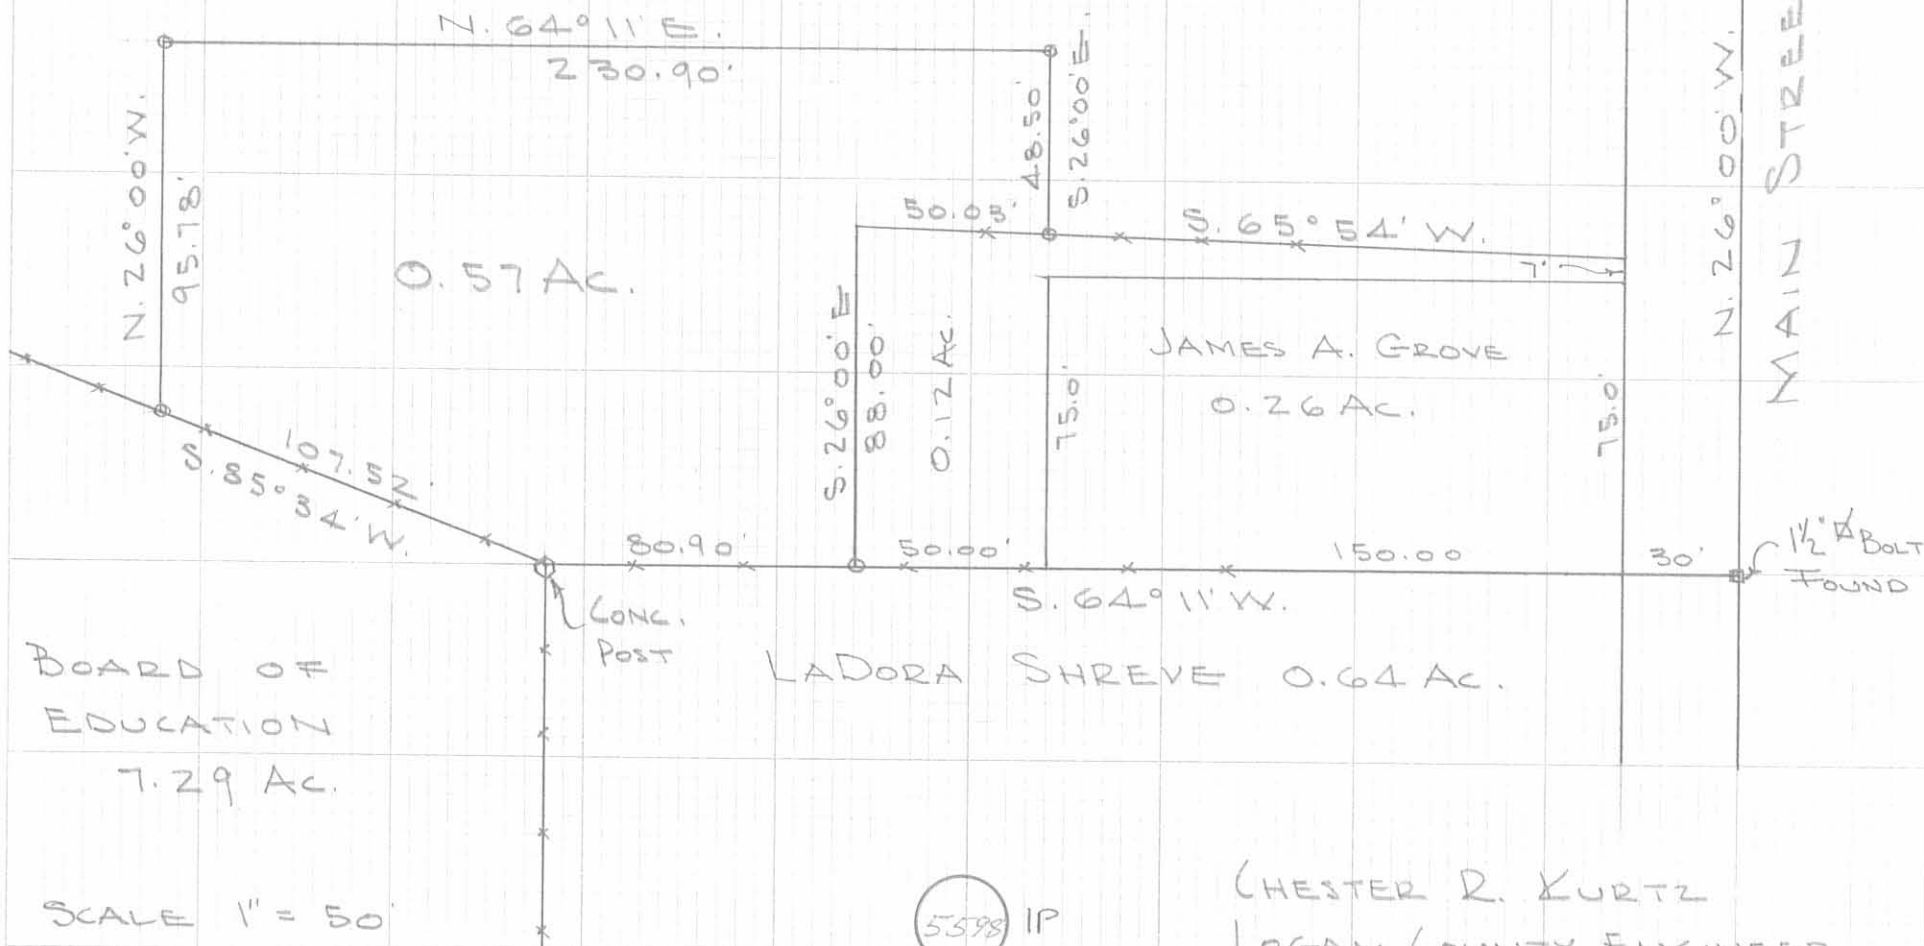 N. 64° 11' E.
230.90'
N. 26° 00' W.
95.78'
48.50'
S. 26° 00' E.
N. 26° 00' W.
MAIN STREE
50.03'
S. 65° 54' W.
7'
0.57 AC.
S. 26° 00' E
88.00'
0.12 AC.
75.0'
JAMES A. GROVE
0.26 AC.
75.0'
107.52'
S. 85° 34' W.
80.90'
50.00'
150.00
30'
1½" BOLT
FOUND
S. 64° 11' W.
CONC.
POST
BOARD OF
EDUCATION
7.29 AC.
LADORA SHREVE 0.64 AC.
SCALE 1" = 50'
5598 IP
CHESTER R. KURTZ
LOGAN COUNTY ENGINEER